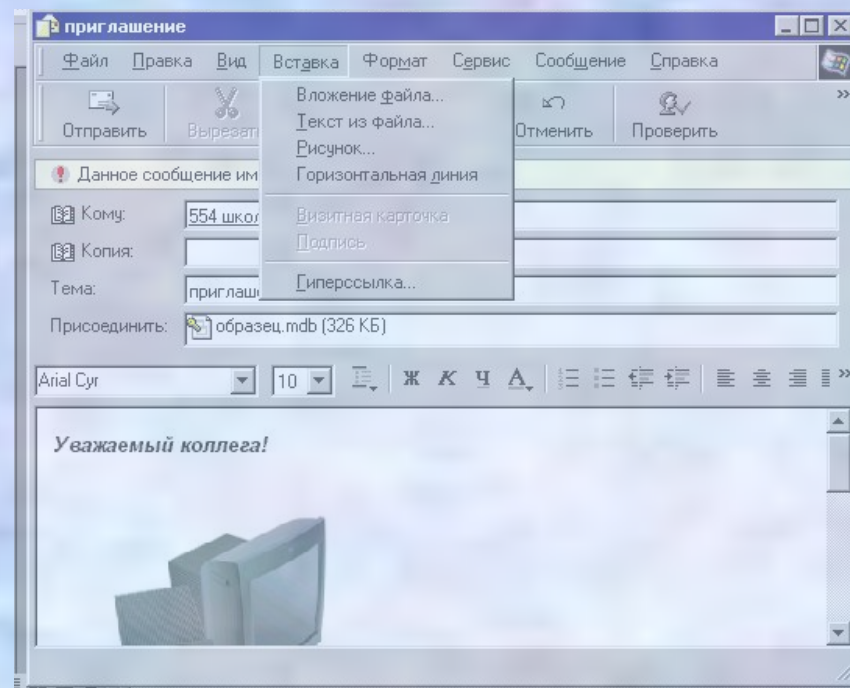 приглашение
Файл Правка Вид Вставка Формат Сервис Сообщение Справка
Отправить Вырезать Отменить Проверить
Вложение файла...
Текст из файла...
Рисунок...
Горизонтальная линия
Визитная карточка
Подпись
Гиперссылка...
Данное сообщение им
Кому: 554 школ
Копия:
Тема: приглаш
Присоединить: образец.mdb (326 КБ)
Arial Cyr 10 Ж К Ч А
Уважаемый коллега!